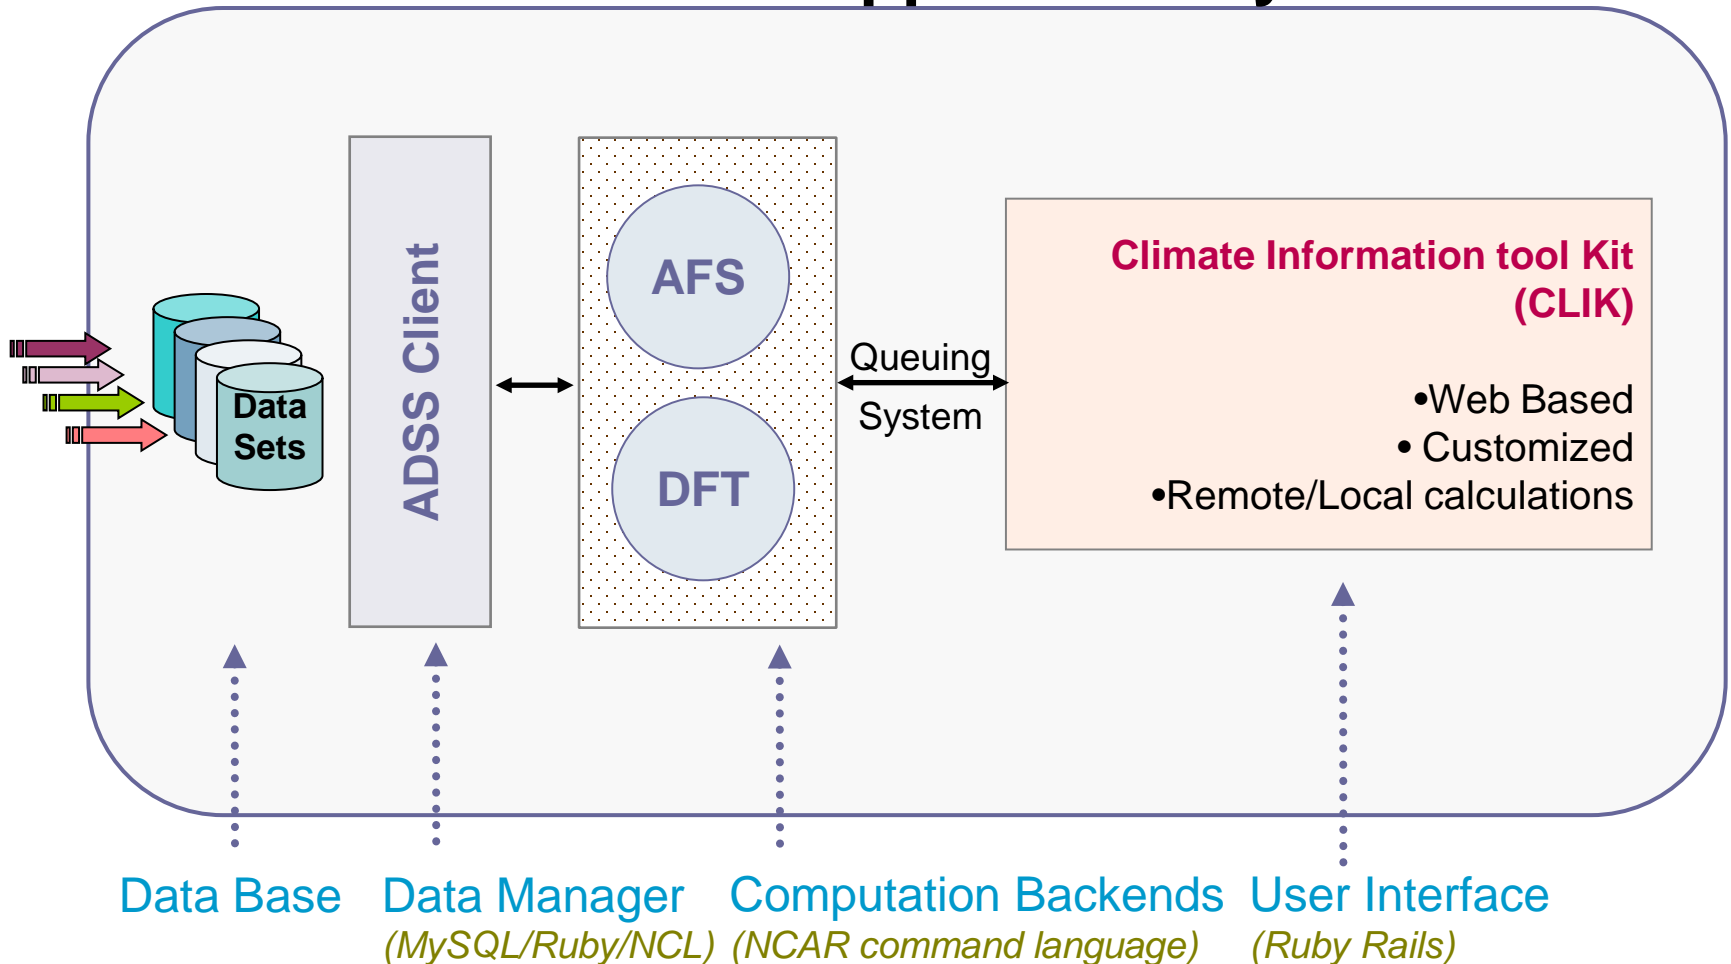 ADSS Client
AFS
DFT
Data
Sets
Queuing
System
Climate Information tool Kit
(CLIK)
•Web Based
• Customized
•Remote/Local calculations
Data Base
Data Manager
(MySQL/Ruby/NCL)
Computation Backends
(NCAR command language)
User Interface
(Ruby Rails)